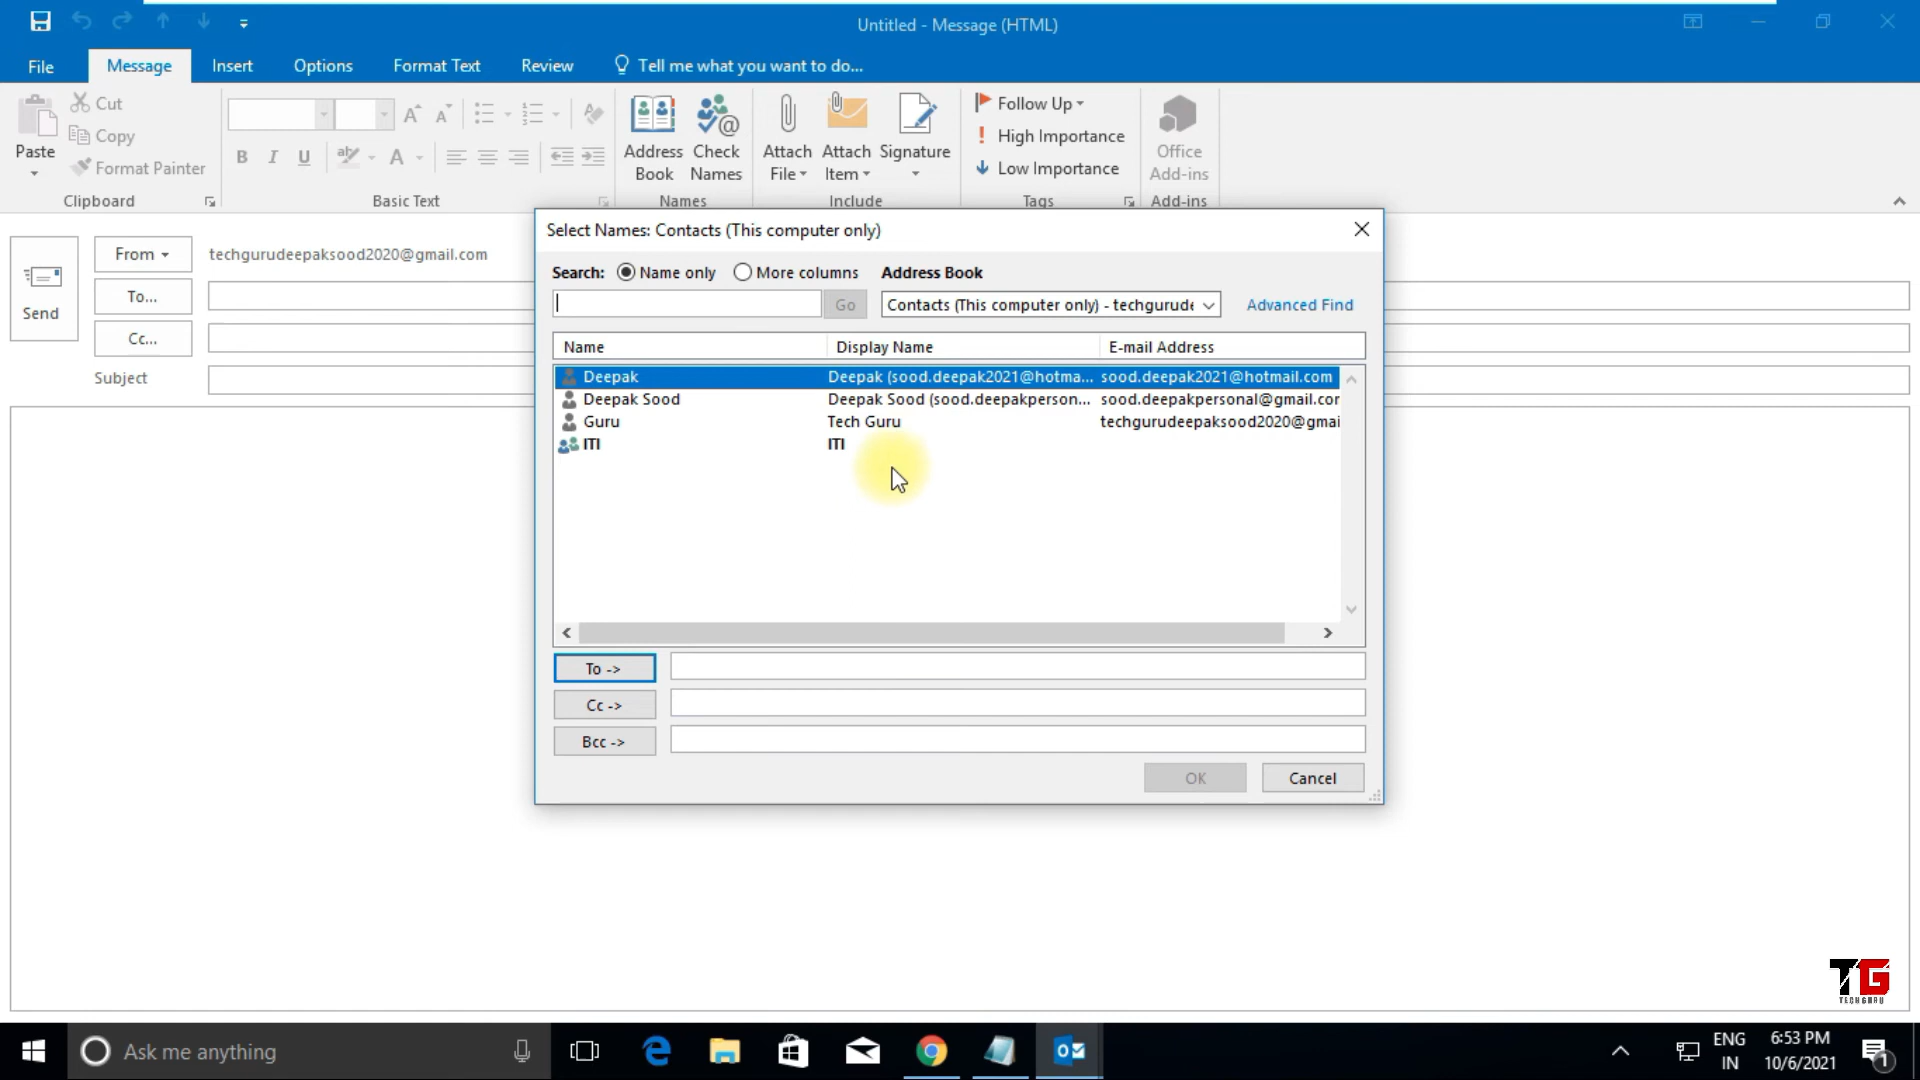 Untitled - Message (HTML)
File Message Insert Options Format Text Review Tell me what you want to do...
Cut
Copy
Format Painter
Paste
Clipboard
B I U A
Basic Text
Address Book
Check Names
Names
Attach File
Attach Item
Signature
Include
Follow Up
High Importance
Low Importance
Tags
Office Add-ins
Add-ins
Send
From techgurudeepaksood2020@gmail.com
To...
Cc...
Subject
Select Names: Contacts (This computer only)
Search: Name only More columns Address Book
Go Contacts (This computer only) - techgurude Advanced Find
Name Display Name E-mail Address
Deepak Deepak (sood.deepak2021@hotma... sood.deepak2021@hotmail.com
Deepak Sood Deepak Sood (sood.deepakperson... sood.deepakpersonal@gmail.cor
Guru Tech Guru techgurudeepaksood2020@gmai
ITI ITI
To ->
Cc ->
Bcc ->
OK Cancel
TG
TECH GURU
Ask me anything
ENG
IN
6:53 PM
10/6/2021
1